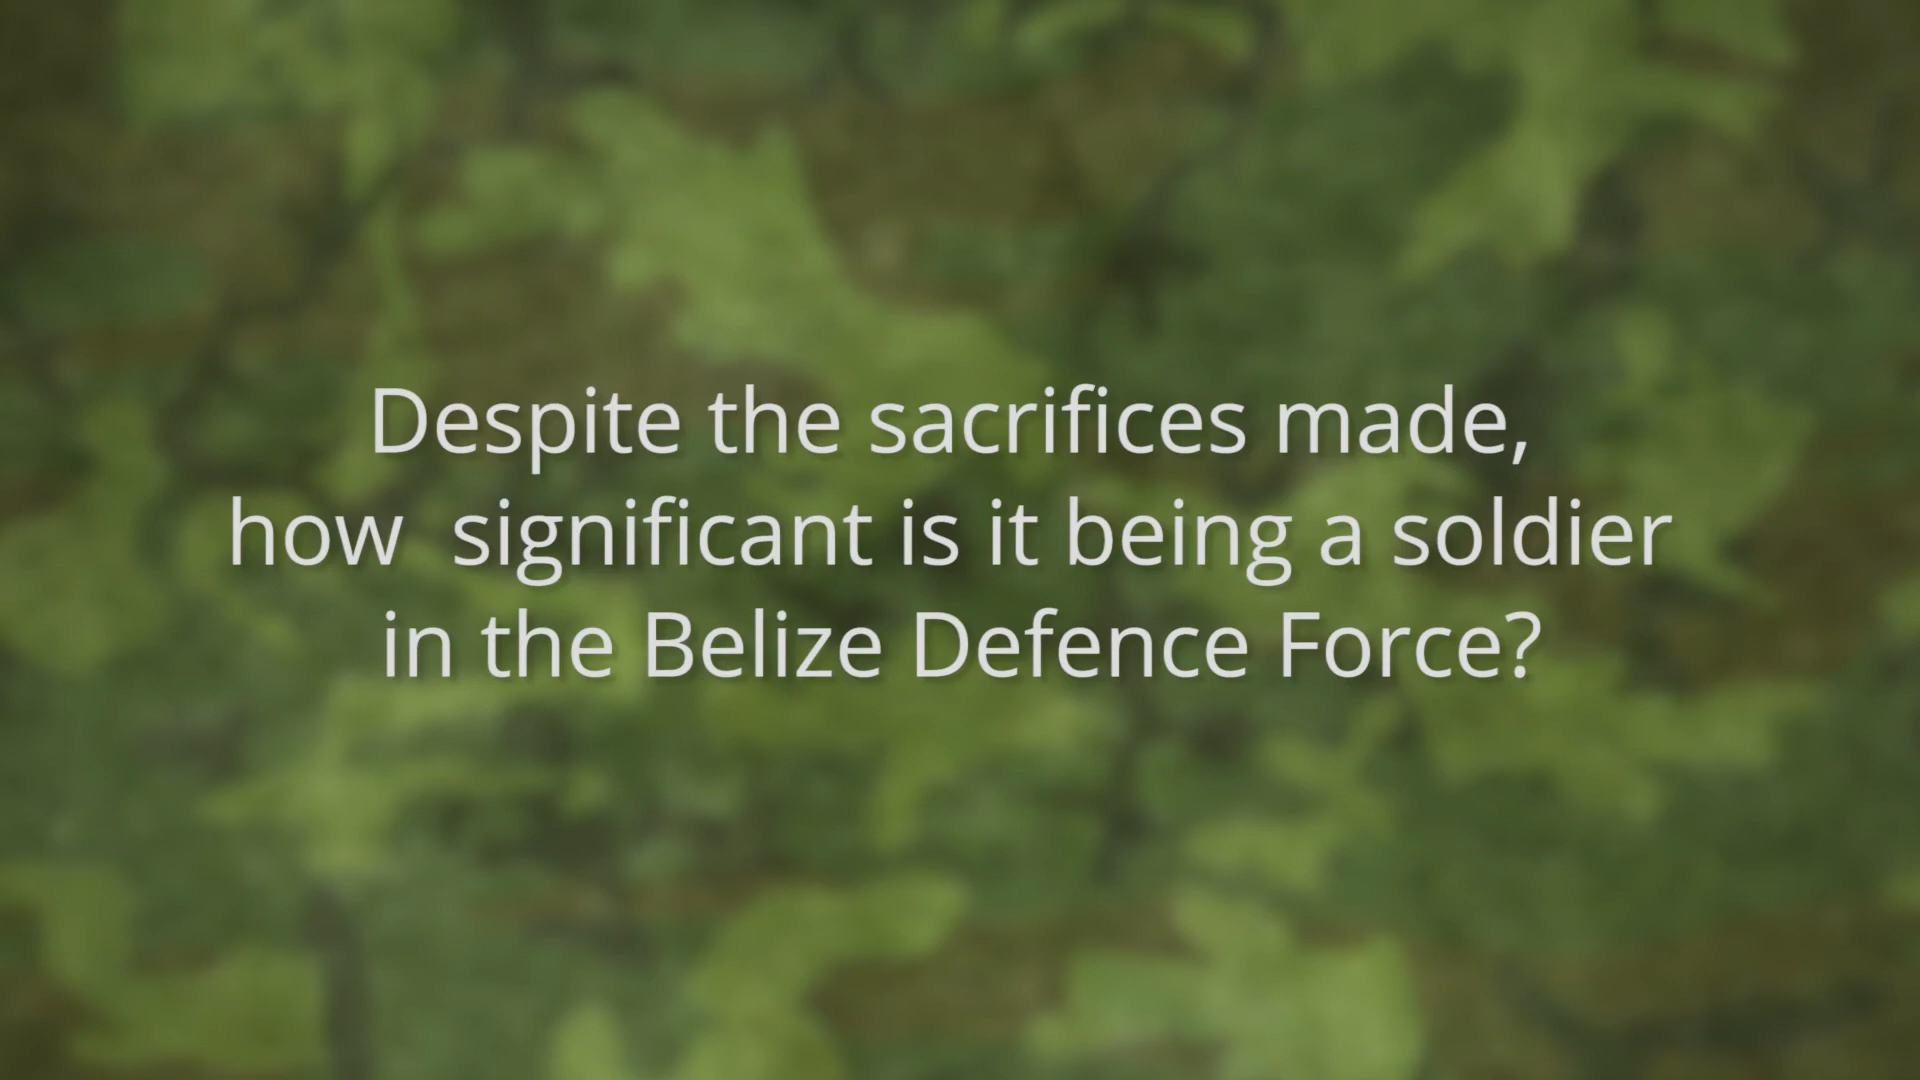 Despite the sacrifices made,
how  significant is it being a soldier
in the Belize Defence Force?